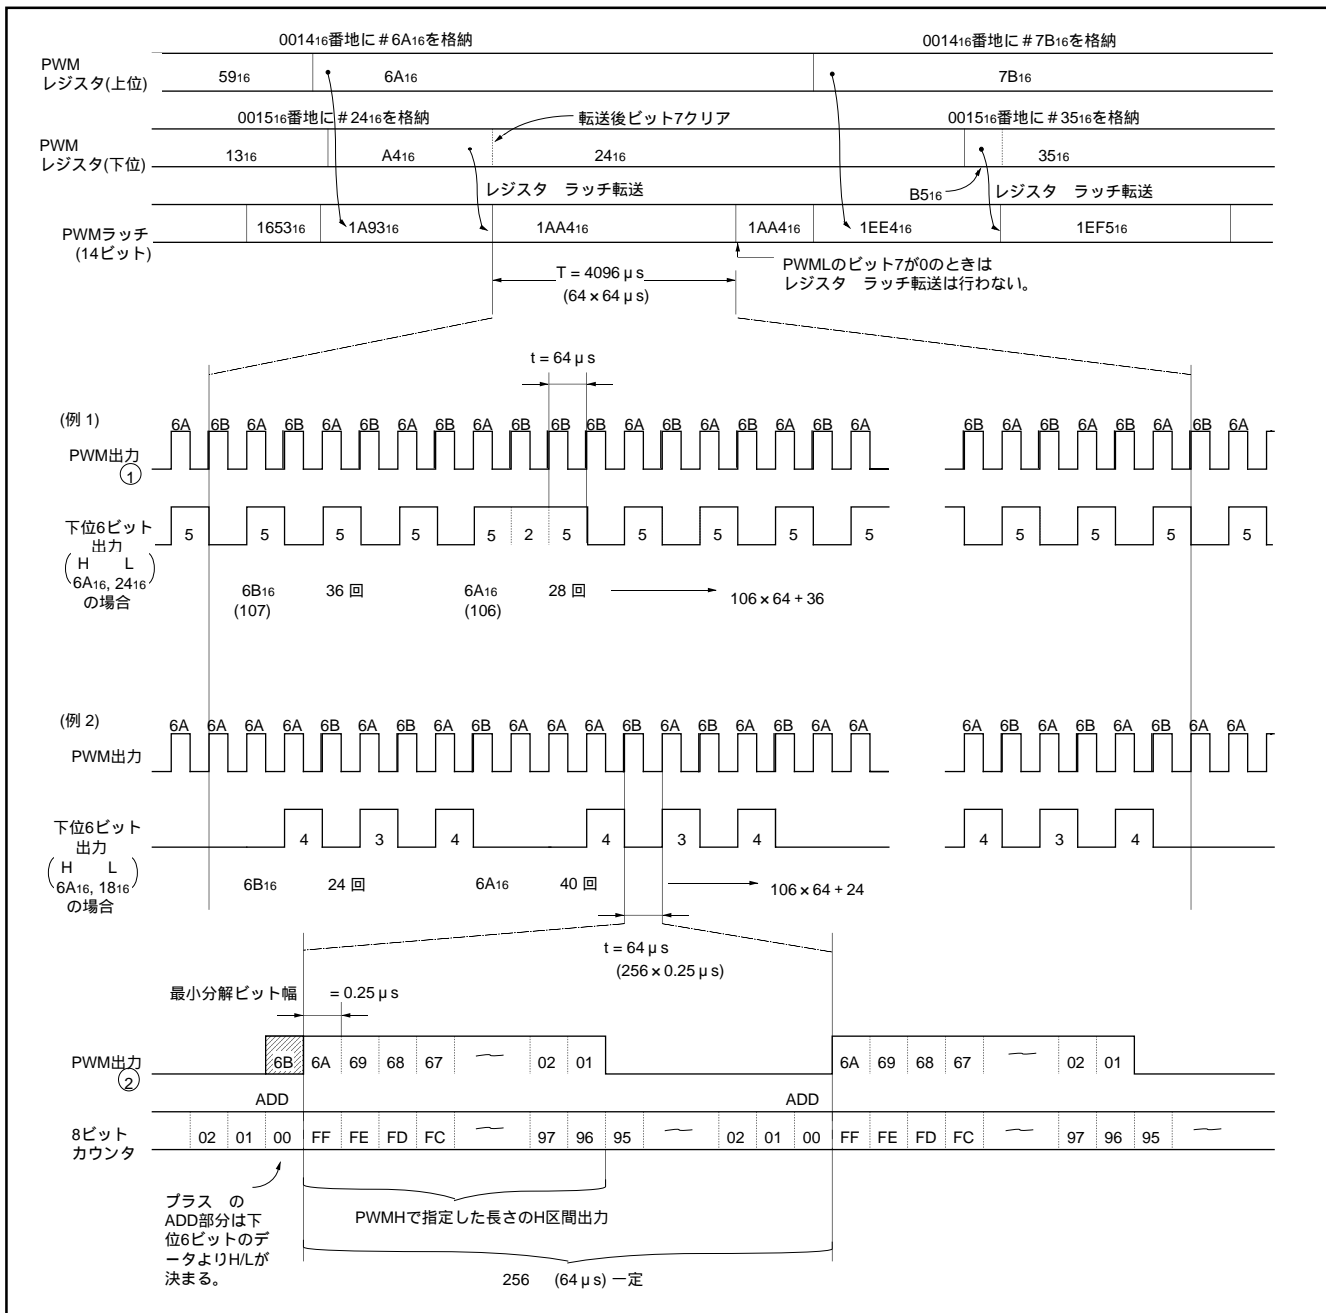 0014₁₆番地に＃6A₁₆を格納 0014₁₆番地に＃7B₁₆を格納
PWM
レジスタ(上位) 59₁₆ 6A₁₆ 7B₁₆
0015₁₆番地に＃24₁₆を格納 転送後ビット7クリア 0015₁₆番地に＃35₁₆を格納
PWM
レジスタ(下位) 13₁₆ A4₁₆ 24₁₆ 35₁₆
レジスタ ラッチ転送 B5₁₆ レジスタ ラッチ転送
PWMラッチ
(14ビット) 1653₁₆ 1A93₁₆ 1AA4₁₆ 1AA4₁₆ 1EE4₁₆ 1EF5₁₆
T = 4096 µs
(64 × 64 µs)
PWMLのビット7が0のときは
レジスタ ラッチ転送は行わない。
t = 64 µs
(例 1)
6A 6B 6A 6B 6A 6B 6A 6B 6A 6B 6B 6B 6A 6B 6A 6B 6A 6B 6A 6B 6A 6B 6A 6B 6A 6B 6A
PWM出力
①
下位6ビット
出力
H L
6A₁₆, 24₁₆
の場合
5 5 5 5 5 2 5 5 5 5 5 5 5 5 5
6B₁₆ 36 回 6A₁₆ 28 回 106 × 64 + 36
(107) (106)
(例 2)
6A 6A 6A 6A 6B 6A 6B 6A 6B 6A 6A 6A 6B 6A 6B 6A 6B 6A 6A 6A 6B 6A 6B 6A 6B 6A 6A
PWM出力
下位6ビット
出力
H L
6A₁₆, 18₁₆
の場合
4 3 4 4 3 4 4 3 4
6B₁₆ 24 回 6A₁₆ 40 回 106 × 64 + 24
t = 64 µs
(256 × 0.25 µs)
最小分解ビット幅 = 0.25 µs
PWM出力
②
6B 6A 69 68 67 02 01 6A 69 68 67 02 01
ADD ADD
8ビット
カウンタ
02 01 00 FF FE FD FC 97 96 95 02 01 00 FF FE FD FC 97 96 95
プラス の
ADD部分は下
位6ビットのデ
ータよりH/Lが
決まる。
PWMHで指定した長さのH区間出力
256 (64 µs) 一定